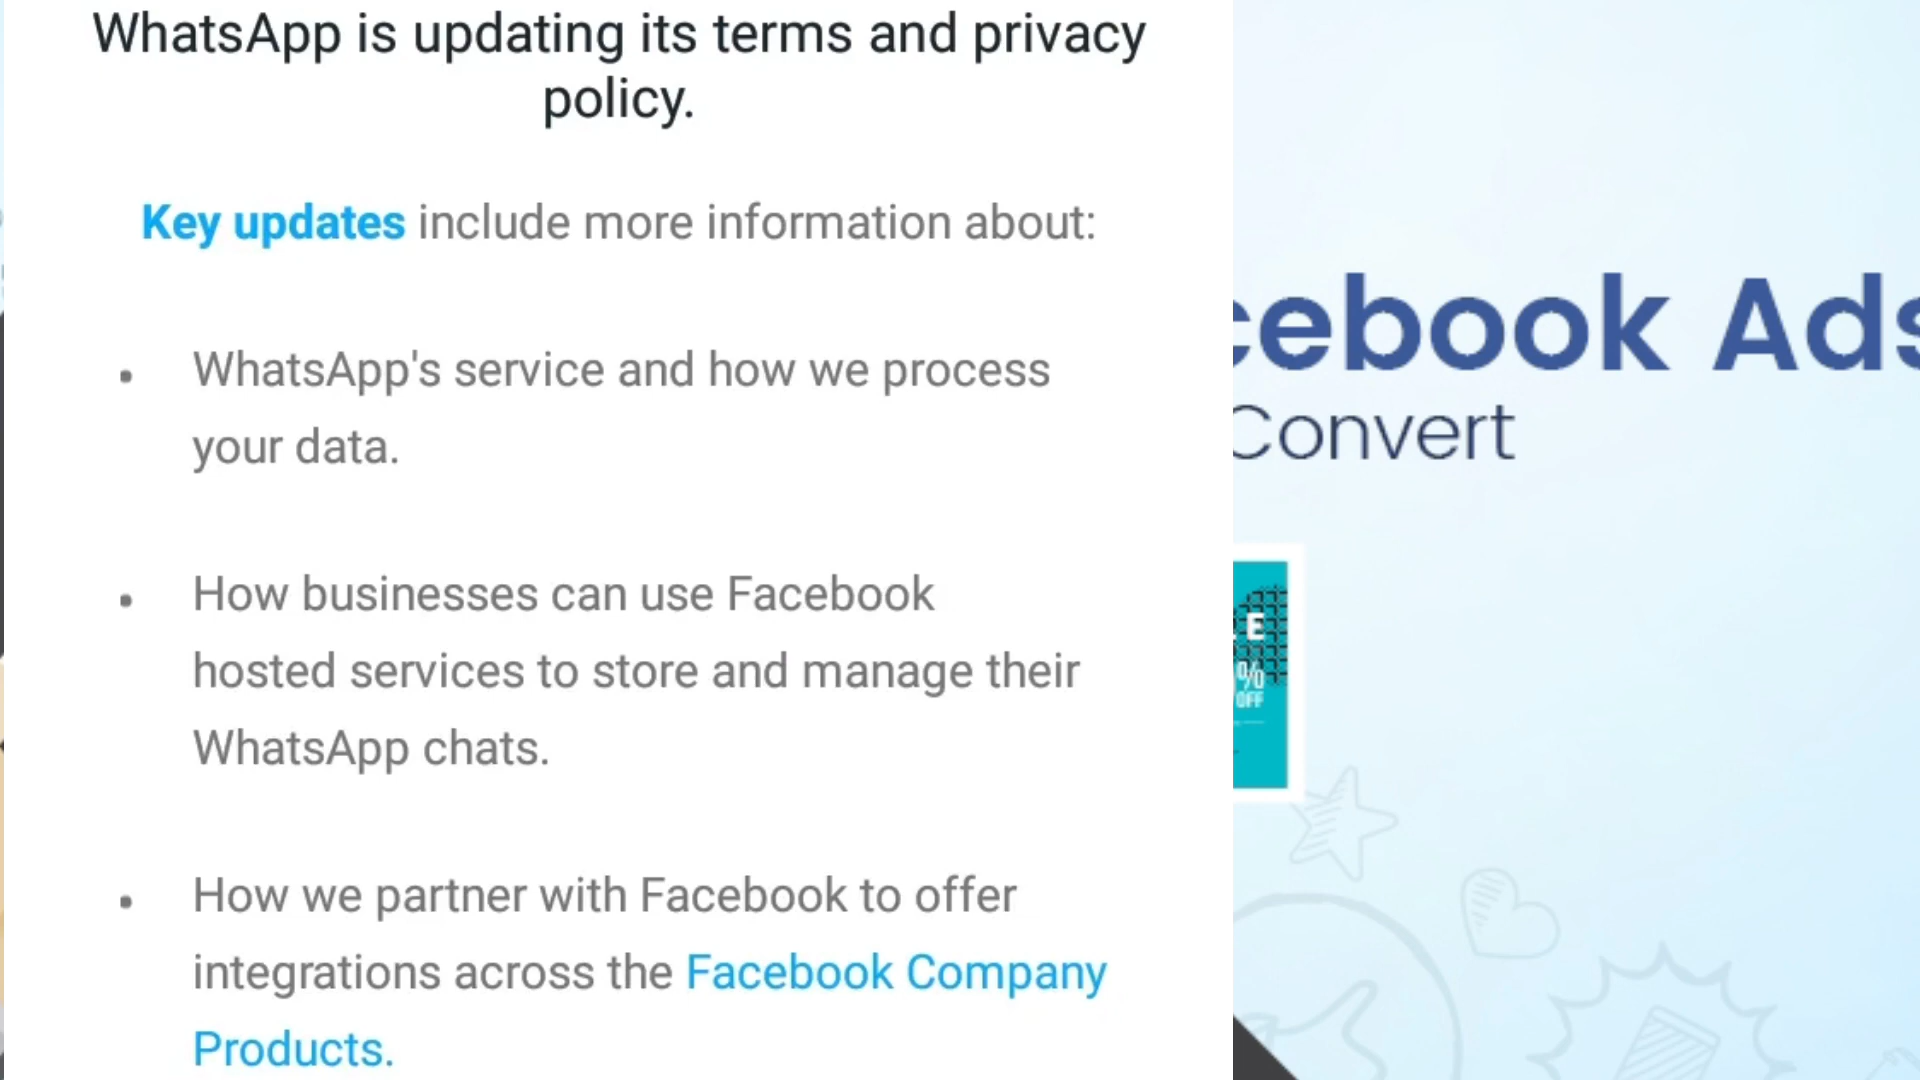 WhatsApp is updating its terms and privacy
policy.
Key updates include more information about:
• WhatsApp's service and how we process
your data.
• How businesses can use Facebook
hosted services to store and manage their
WhatsApp chats.
• How we partner with Facebook to offer
integrations across the Facebook Company
Products.
cebook Ads
Convert
E
%
OFF